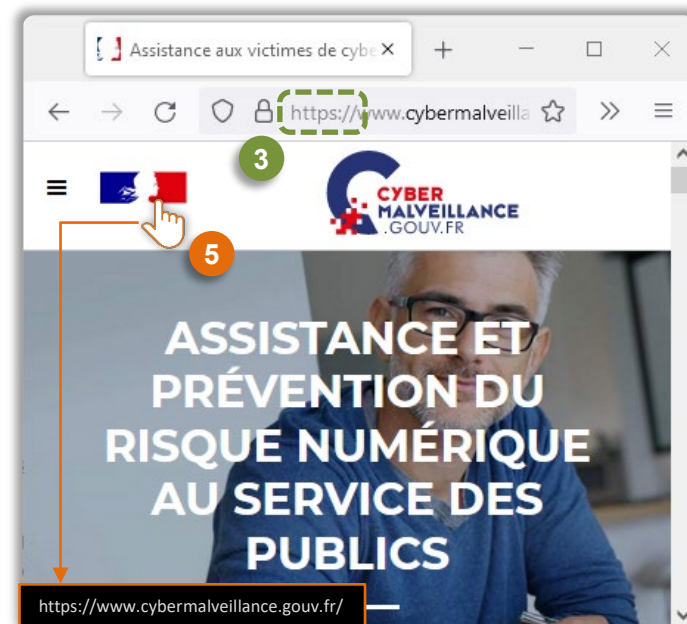 Assistance aux victimes de cybe
https://www.cybermalveilla
3
CYBER
MALVEILLANCE
.GOUV.FR
5
ASSISTANCE ET
PRÉVENTION DU
RISQUE NUMÉRIQUE
AU SERVICE DES
PUBLICS
https://www.cybermalveillance.gouv.fr/